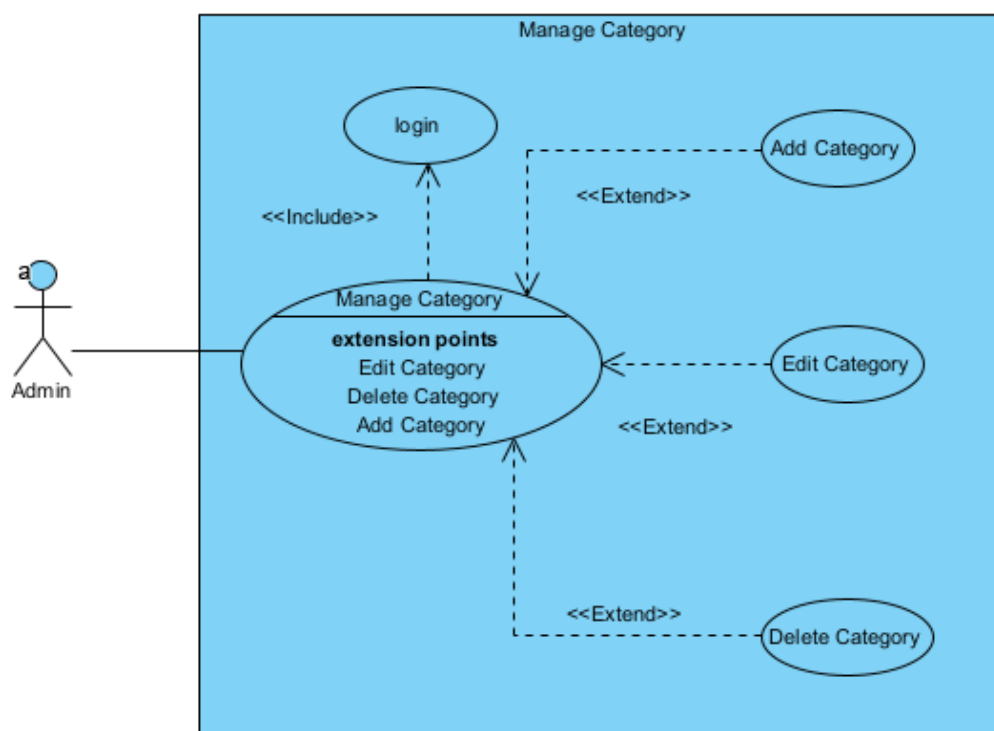 Manage Category
login
Add Category
<<Extend>>
<<Include>>
a
Admin
Manage Category
extension points
Edit Category
Delete Category
Add Category
Edit Category
<<Extend>>
<<Extend>>
Delete Category